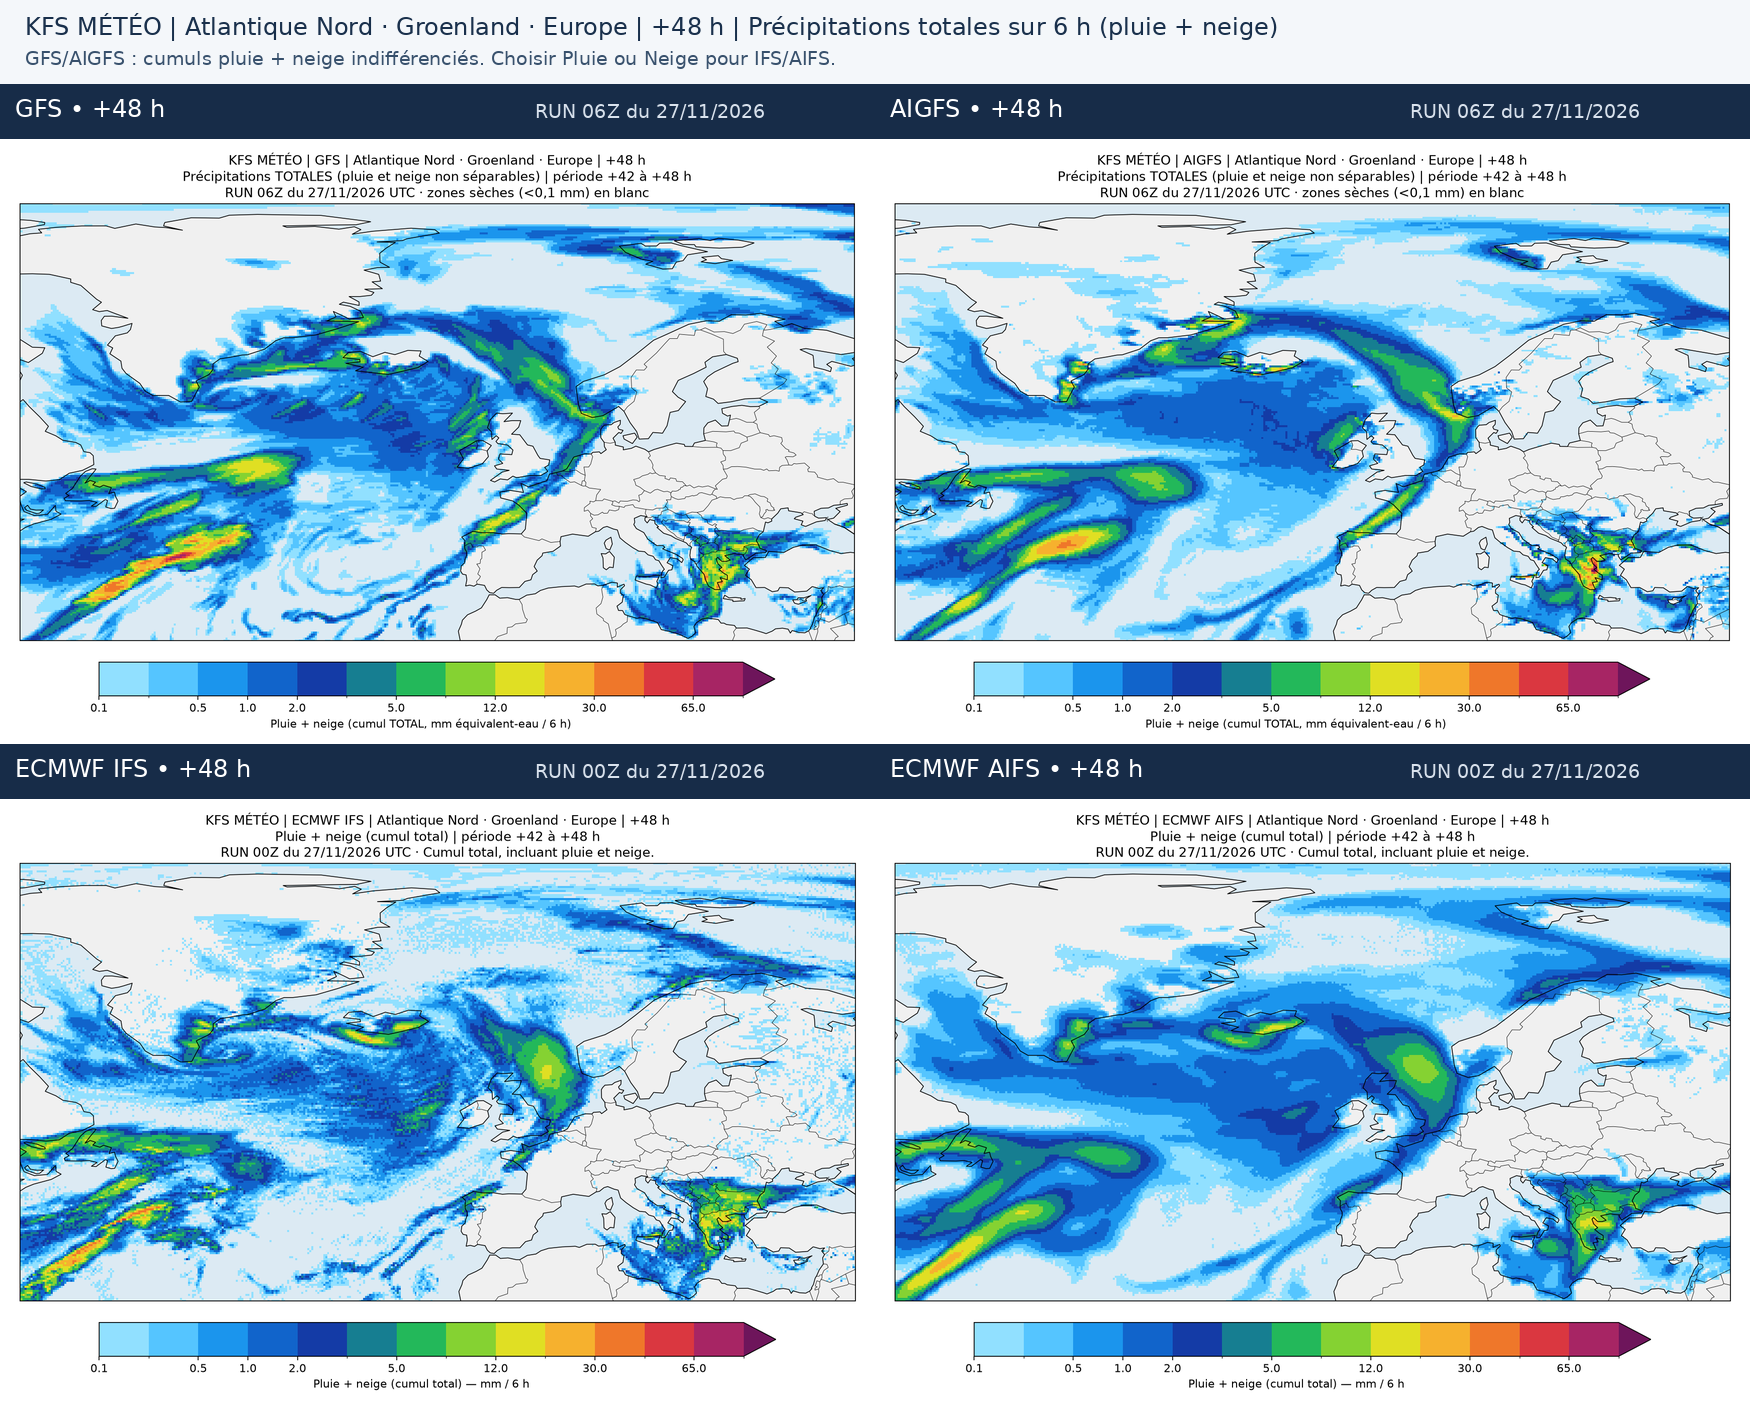 KFS MÉTÉO | Atlantique Nord · Groenland · Europe | +48 h | Précipitations totales sur 6 h (pluie + neige)
GFS/AIGFS : cumuls pluie + neige indifférenciés. Choisir Pluie ou Neige pour IFS/AIFS.
GFS • +48 h RUN 06Z du 27/11/2026
KFS MÉTÉO | GFS | Atlantique Nord · Groenland · Europe | +48 h
Précipitations TOTALES (pluie et neige non séparables) | période +42 à +48 h
RUN 06Z du 27/11/2026 UTC · zones sèches (<0,1 mm) en blanc
0.1 0.5 1.0 2.0 5.0 12.0 30.0 65.0
Pluie + neige (cumul TOTAL, mm équivalent-eau / 6 h)
AIGFS • +48 h RUN 06Z du 27/11/2026
KFS MÉTÉO | AIGFS | Atlantique Nord · Groenland · Europe | +48 h
Précipitations TOTALES (pluie et neige non séparables) | période +42 à +48 h
RUN 06Z du 27/11/2026 UTC · zones sèches (<0,1 mm) en blanc
0.1 0.5 1.0 2.0 5.0 12.0 30.0 65.0
Pluie + neige (cumul TOTAL, mm équivalent-eau / 6 h)
ECMWF IFS • +48 h RUN 00Z du 27/11/2026
KFS MÉTÉO | ECMWF IFS | Atlantique Nord · Groenland · Europe | +48 h
Pluie + neige (cumul total) | période +42 à +48 h
RUN 00Z du 27/11/2026 UTC · Cumul total, incluant pluie et neige.
0.1 0.5 1.0 2.0 5.0 12.0 30.0 65.0
Pluie + neige (cumul total) — mm / 6 h
ECMWF AIFS • +48 h RUN 00Z du 27/11/2026
KFS MÉTÉO | ECMWF AIFS | Atlantique Nord · Groenland · Europe | +48 h
Pluie + neige (cumul total) | période +42 à +48 h
RUN 00Z du 27/11/2026 UTC · Cumul total, incluant pluie et neige.
0.1 0.5 1.0 2.0 5.0 12.0 30.0 65.0
Pluie + neige (cumul total) — mm / 6 h